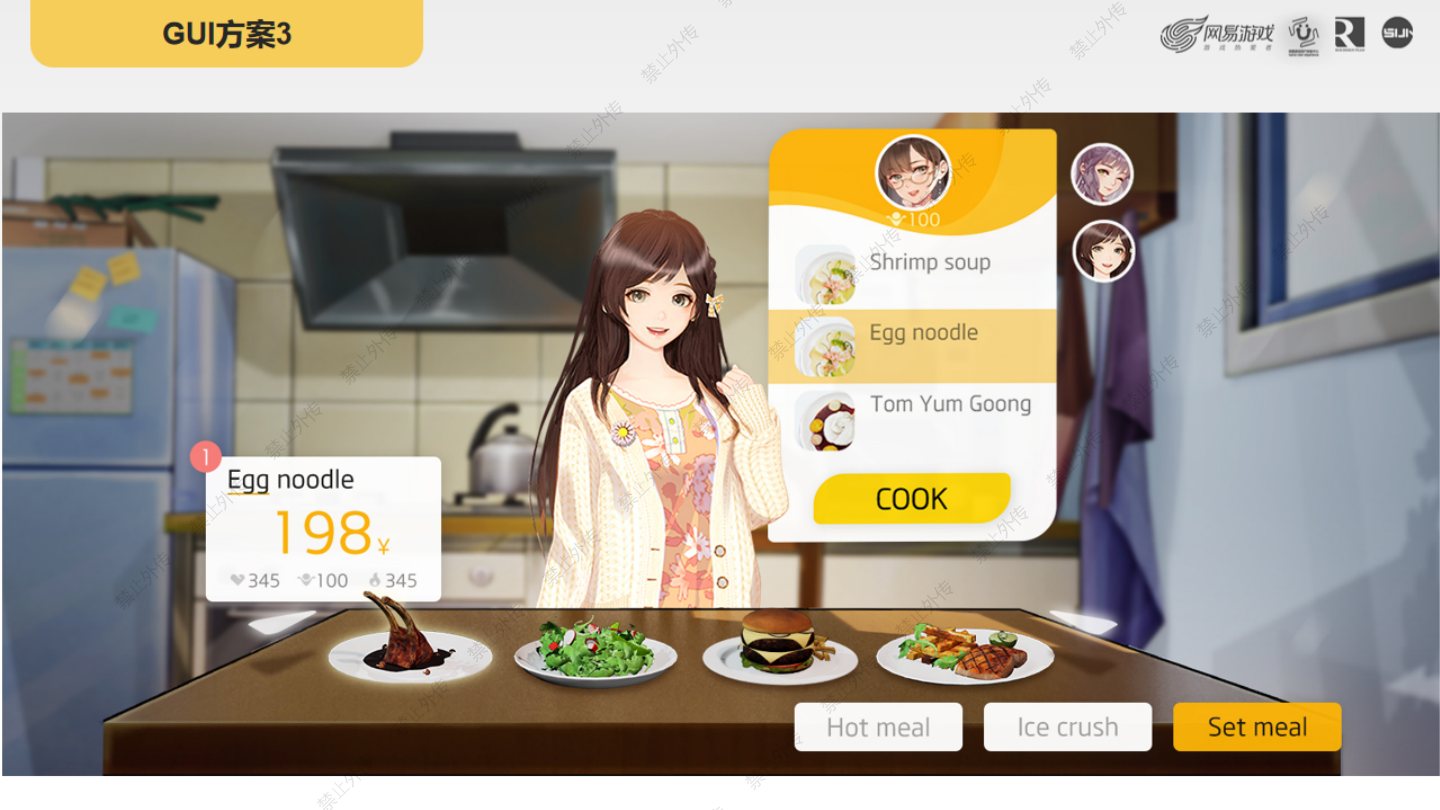 GUI方案3
网易游戏
游戏热爱者
R
SIJN
100
Shrimp soup
Egg noodle
Tom Yum Goong
COOK
1
Egg noodle
198¥
345 100 345
Hot meal
Ice crush
Set meal
禁止外传